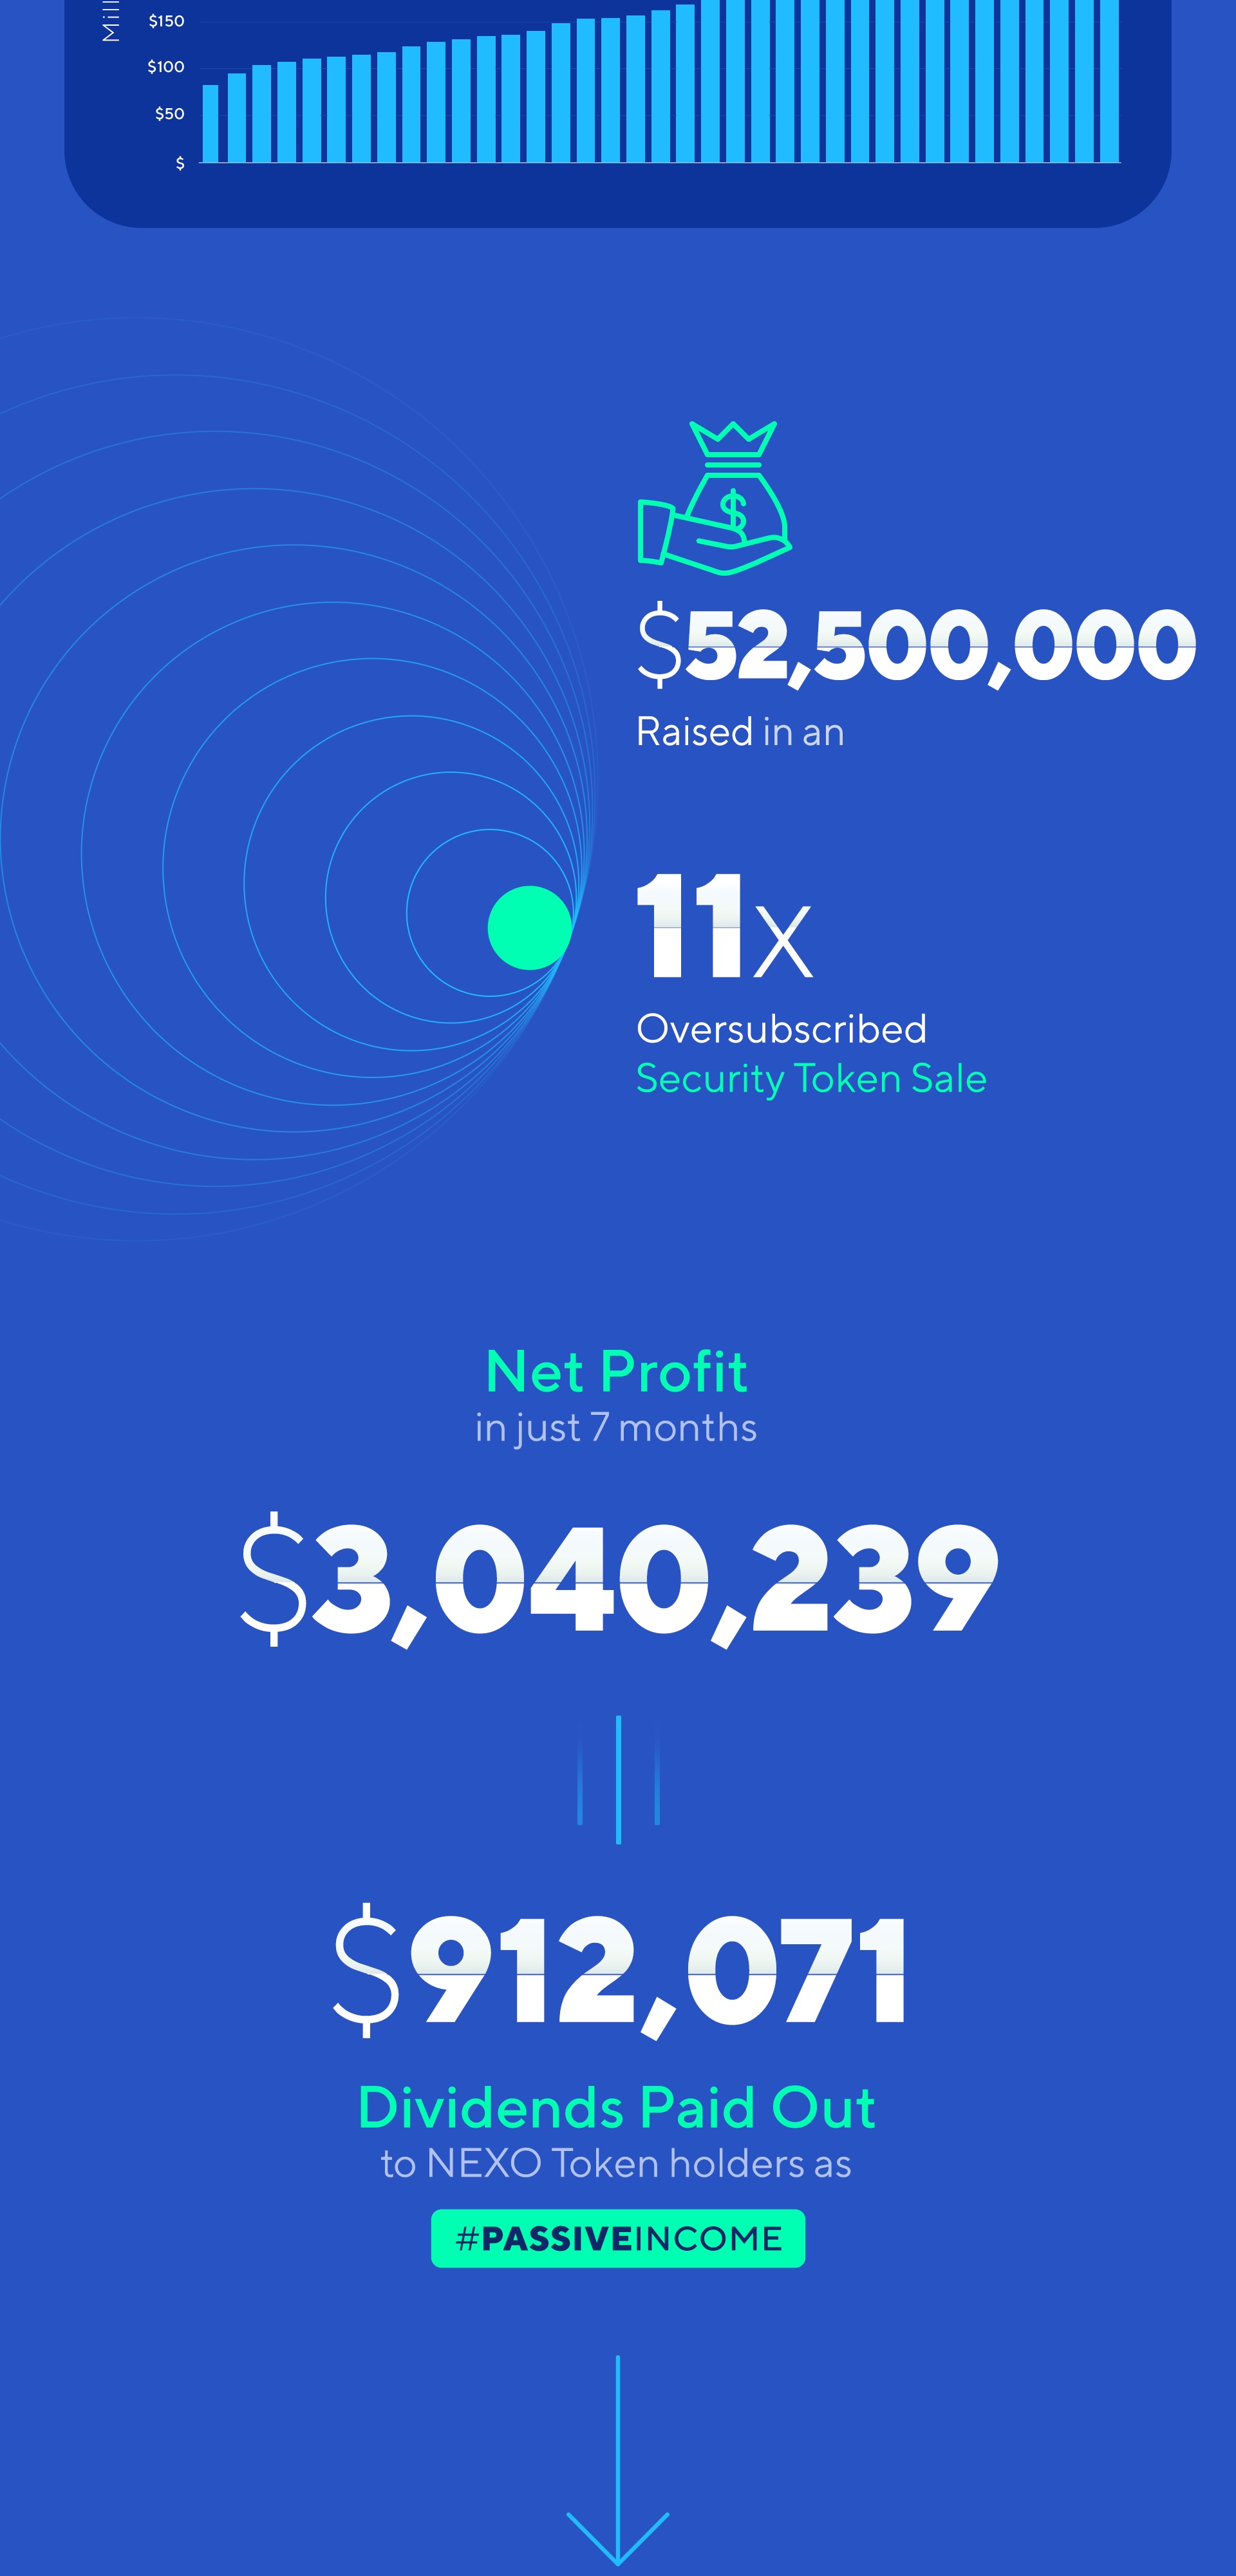 $150
$100
$50
$
$52,500,000
Raised in an
11x
Oversubscribed
Security Token Sale
Net Profit
in just 7 months
$3,040,239
$912,071
Dividends Paid Out
to NEXO Token holders as
#PASSIVEINCOME